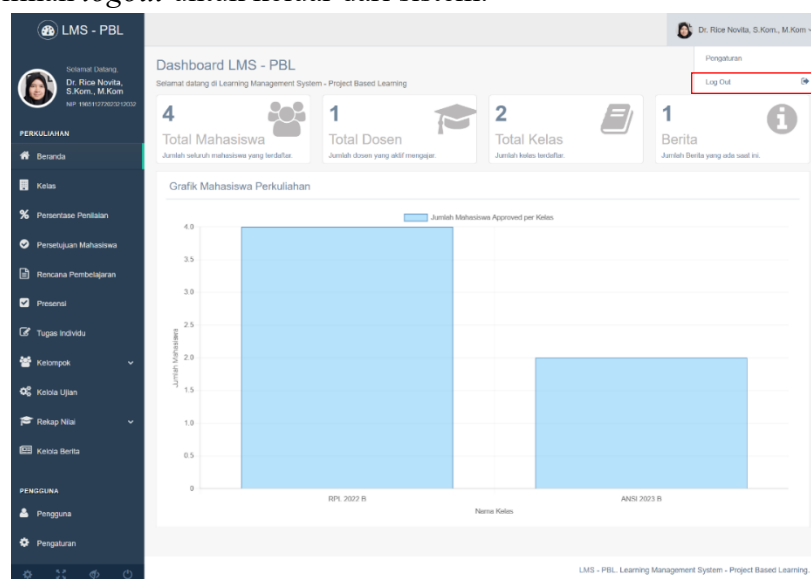 logout untuk keluar dari sistem.
LMS - PBL
Dr. Rice Novita, S.Kom., M.Kom
Selamat Datang,
Dr. Rice Novita,
S.Kom., M.Kom
Pengaturan
Log Out
Dashboard LMS - PBL
Selamat datang di Learning Management System - Project Based Learning
4
Total Mahasiswa
Jumlah seluruh mahasiswa yang terdaftar.
1
Total Dosen
Jumlah dosen yang aktif mengajar.
2
Total Kelas
Jumlah kelas terdaftar.
1
Berita
Jumlah Berita yang ada saat ini.
PERKULIAHAN
Beranda
Kelas
Persentase Penilaian
Persetujuan Mahasiswa
Rencana Pembelajaran
Presensi
Tugas Individu
Kelompok
Kelola Ujian
Rekap Nilai
Kelola Berita
PENGGUNA
Pengguna
Pengaturan
Grafik Mahasiswa Perkuliahan
Jumlah Mahasiswa Approved per Kelas
4.0
3.5
3.0
2.5
2.0
1.5
1.0
0.5
0
Jumlah Mahasiswa
RPL 2022 B
ANSI 2023 B
Nama Kelas
LMS - PBL. Learning Management System - Project Based Learning.